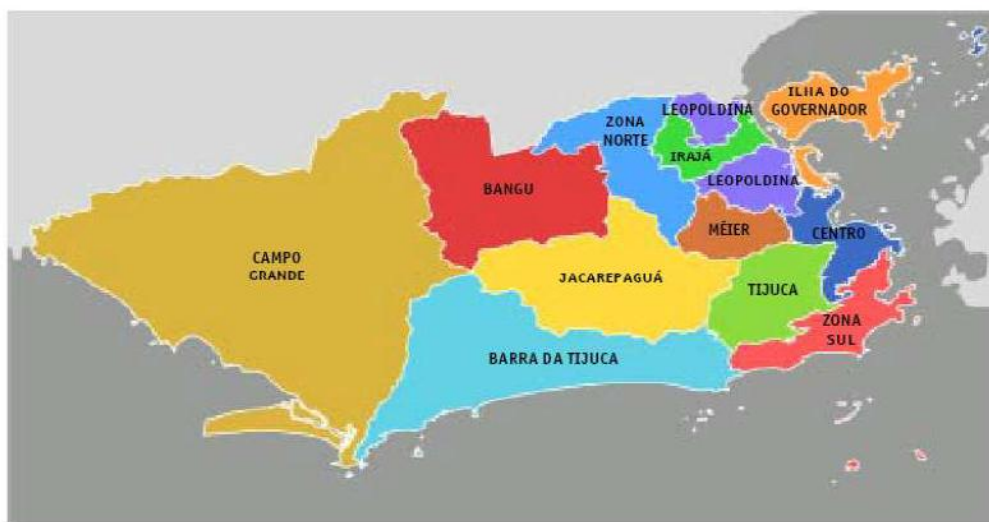 ILHA DO
GOVERNADOR
LEOPOLDINA
ZONA
NORTE
IRAJÁ
LEOPOLDINA
BANGU
MÉIER
CENTRO
CAMPO
GRANDE
JACAREPAGUÁ
TIJUCA
ZONA
SUL
BARRA DA TIJUCA